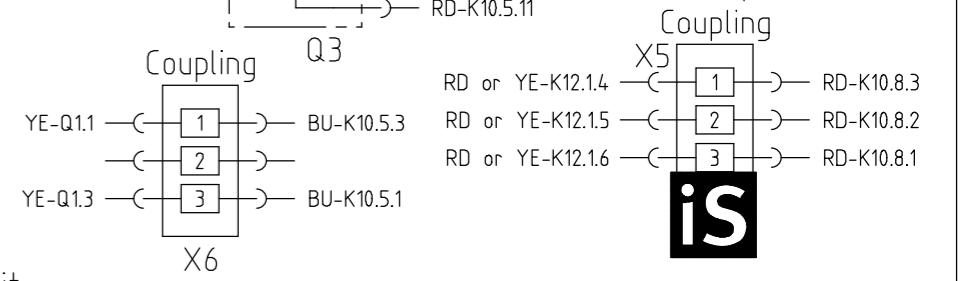 RD-K10.5.11
Q3
Coupling
X6
YE-Q1.1 1 BU-K10.5.3
2
YE-Q1.3 3 BU-K10.5.1
Coupling
X5
RD or YE-K12.1.4 1 RD-K10.8.3
RD or YE-K12.1.5 2 RD-K10.8.2
RD or YE-K12.1.6 3 RD-K10.8.1
iS